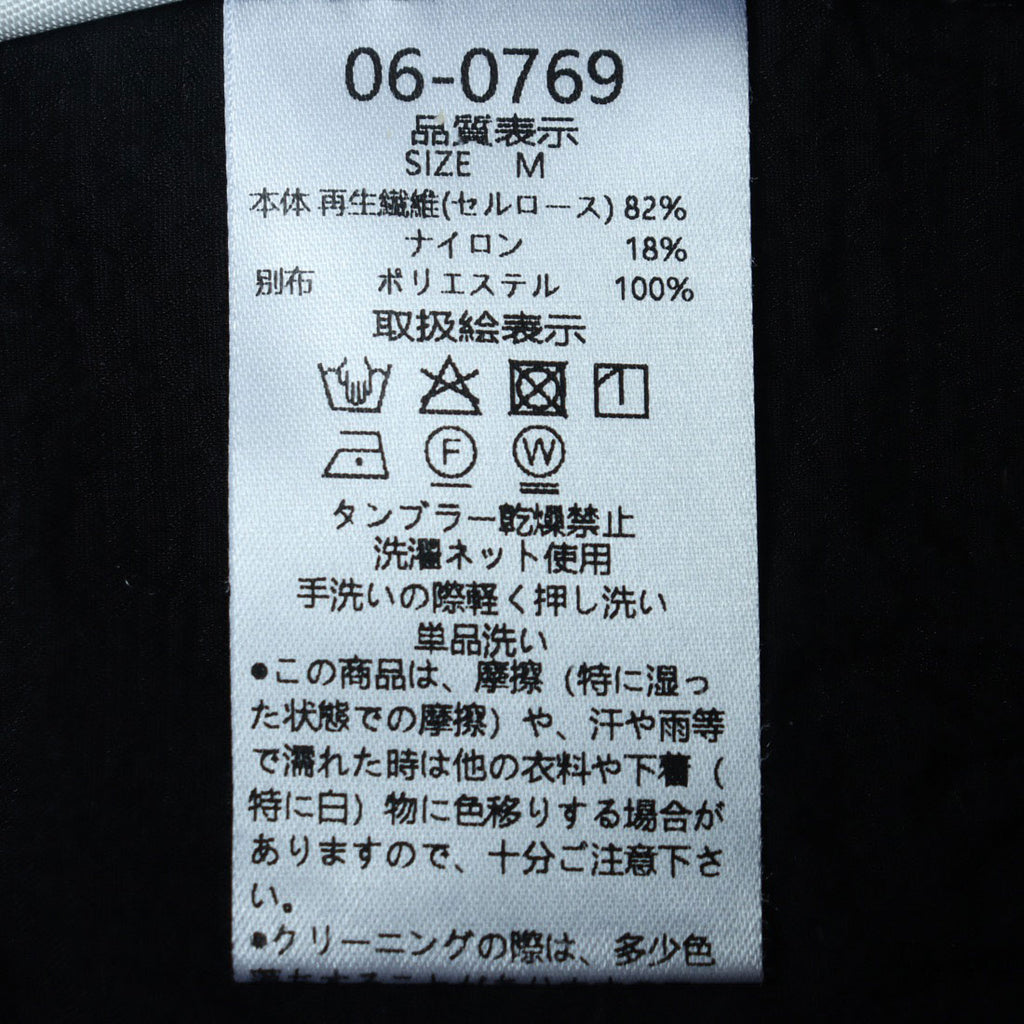 06-0769
品質表示
SIZE M
本体 再生繊維(セルロース) 82%
ナイロン 18%
別布 ポリエステル 100%
取扱絵表示
F W
タンブラー乾燥禁止
洗濯ネット使用
手洗いの際軽く押し洗い
単品洗い
●この商品は、摩擦（特に湿っ
た状態での摩擦）や、汗や雨等
で濡れた時は他の衣料や下着（
特に白）物に色移りする場合が
ありますので、十分ご注意下さ
い。
●クリーニングの際は、多少色